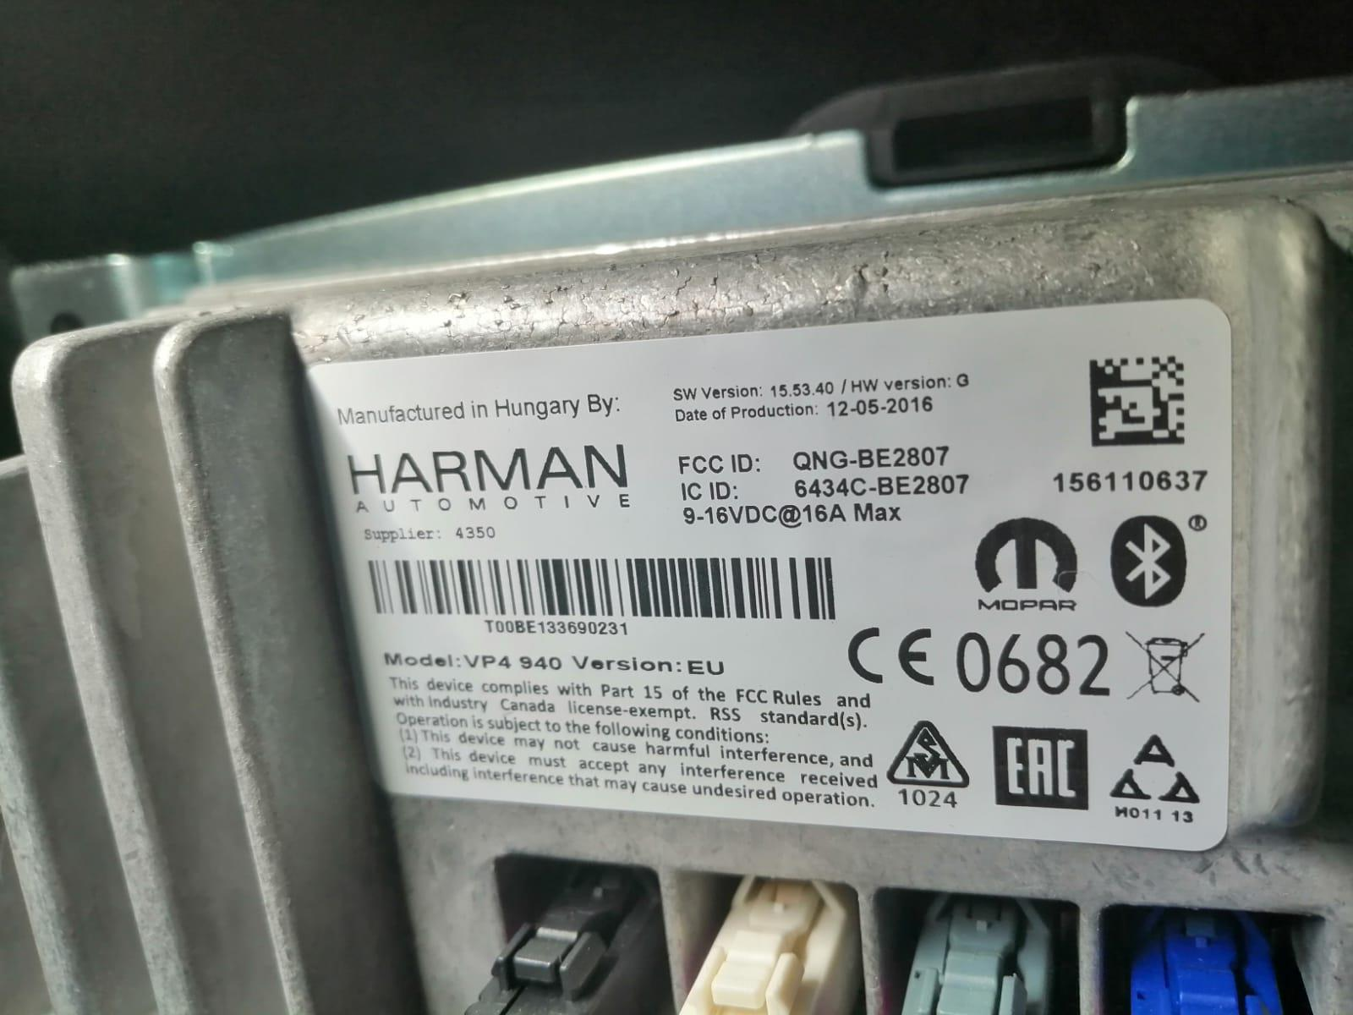 Manufactured in Hungary By:
HARMAN
AUTOMOTIVE
Supplier: 4350
SW Version: 15.53.40 / HW version: G
Date of Production: 12-05-2016
FCC ID: QNG-BE2807
IC ID: 6434C-BE2807
9-16VDC@16A Max
156110637
MOPAR
®
T00BE133690231
Model:VP4 940 Version:EU
CE 0682
This device complies with Part 15 of the FCC Rules and
with Industry Canada license-exempt. RSS standard(s).
Operation is subject to the following conditions:
(1) This device may not cause harmful interference, and
(2) This device must accept any interference received
including interference that may cause undesired operation.
SM
1024
EAC
A
H011 13